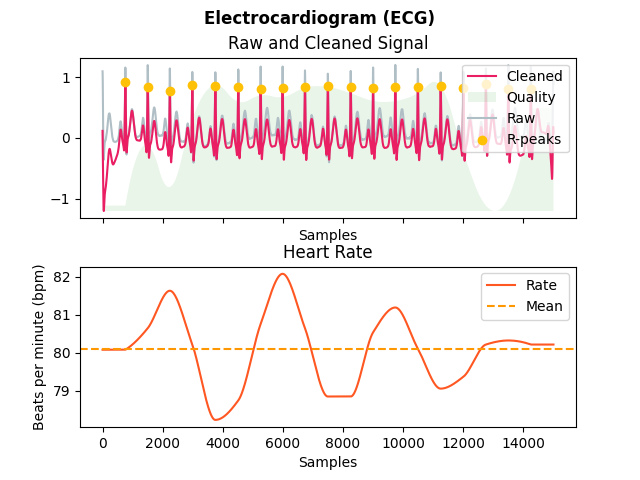 Electrocardiogram (ECG)
Raw and Cleaned Signal
1
0
−1
Cleaned
Quality
Raw
R-peaks
Samples
Heart Rate
Beats per minute (bpm)
82
81
80
79
Rate
Mean
0 2000 4000 6000 8000 10000 12000 14000
Samples